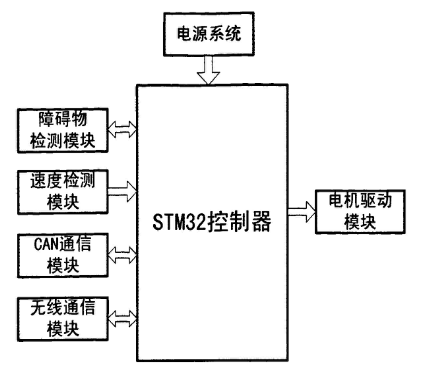 电源系统
障碍物
检测模块
速度检测
模块
CAN通信
模块
无线通信
模块
STM32控制器
电机驱动
模块